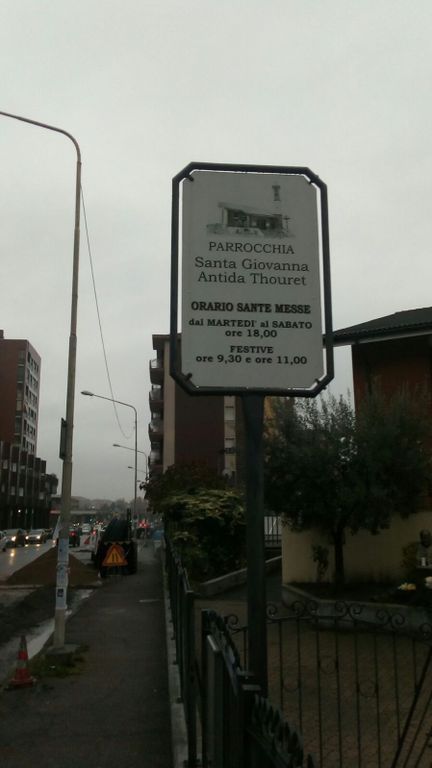 PARROCCHIA
Santa Giovanna
Antida Thouret
ORARIO SANTE MESSE
dai MARTEDI' al SABATO
ore 18,00
FESTIVE
ore 9,30 e ore 11,00